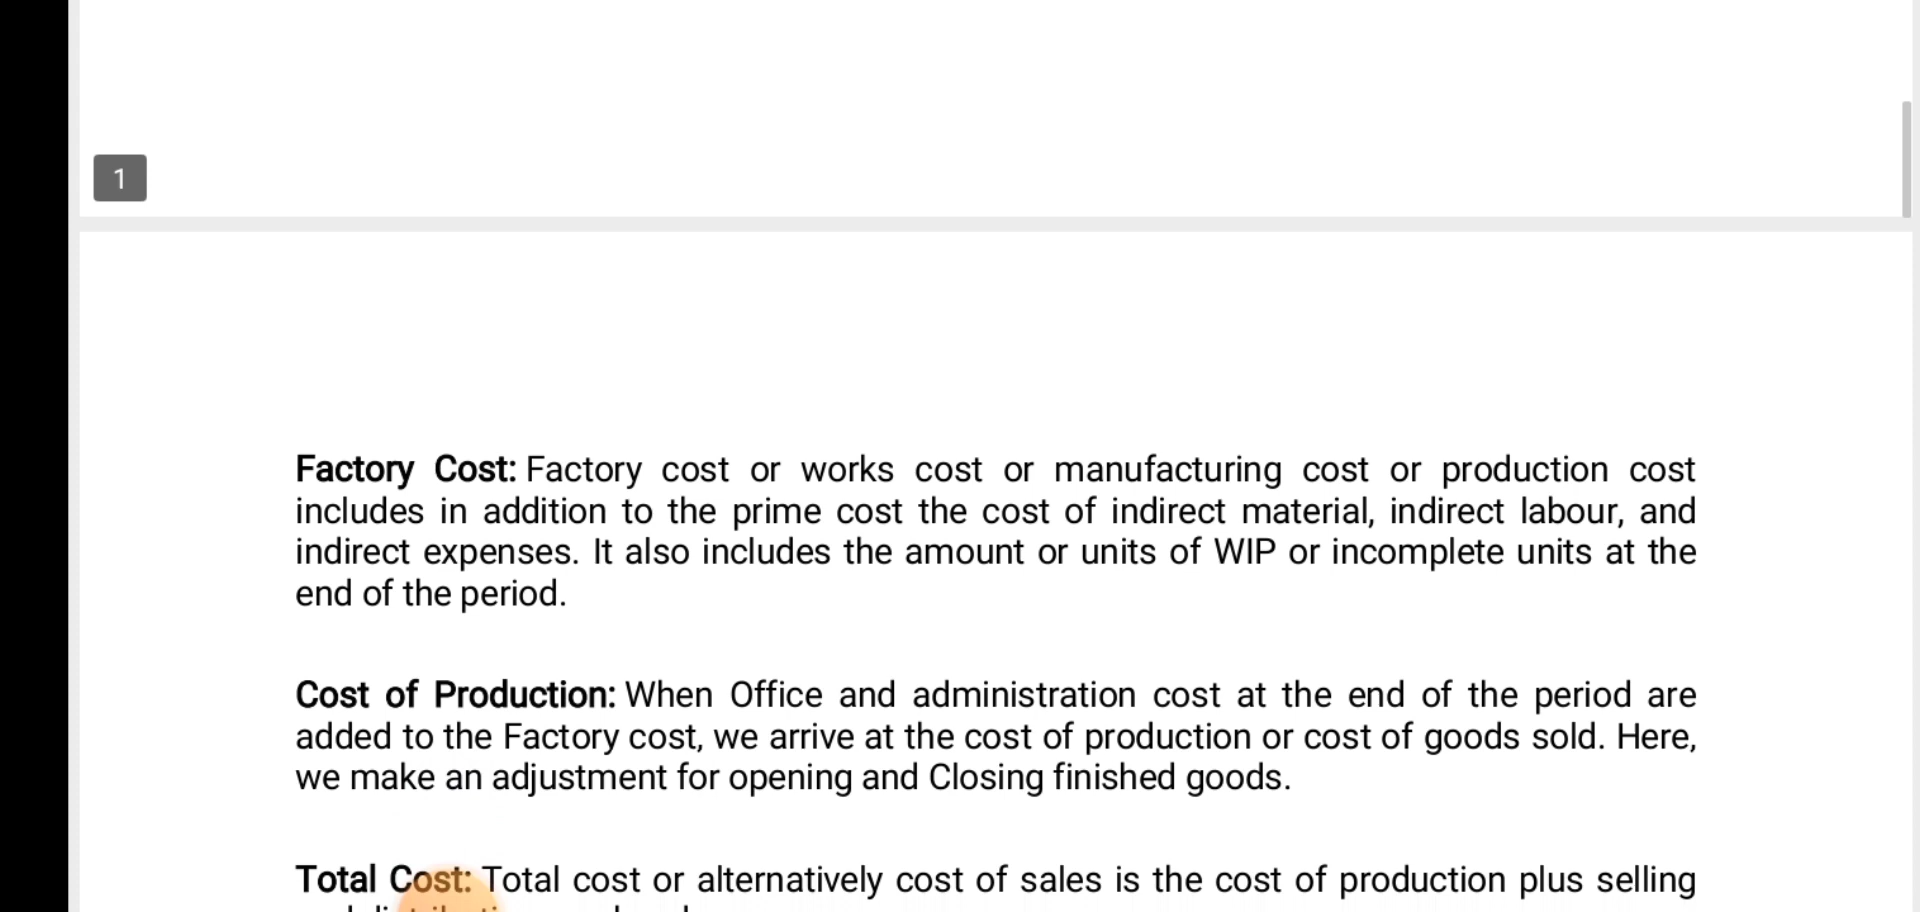 1
Factory Cost: Factory cost or works cost or manufacturing cost or production cost
includes in addition to the prime cost the cost of indirect material, indirect labour, and
indirect expenses. It also includes the amount or units of WIP or incomplete units at the
end of the period.
Cost of Production: When Office and administration cost at the end of the period are
added to the Factory cost, we arrive at the cost of production or cost of goods sold. Here,
we make an adjustment for opening and Closing finished goods.
Total Cost: Total cost or alternatively cost of sales is the cost of production plus selling